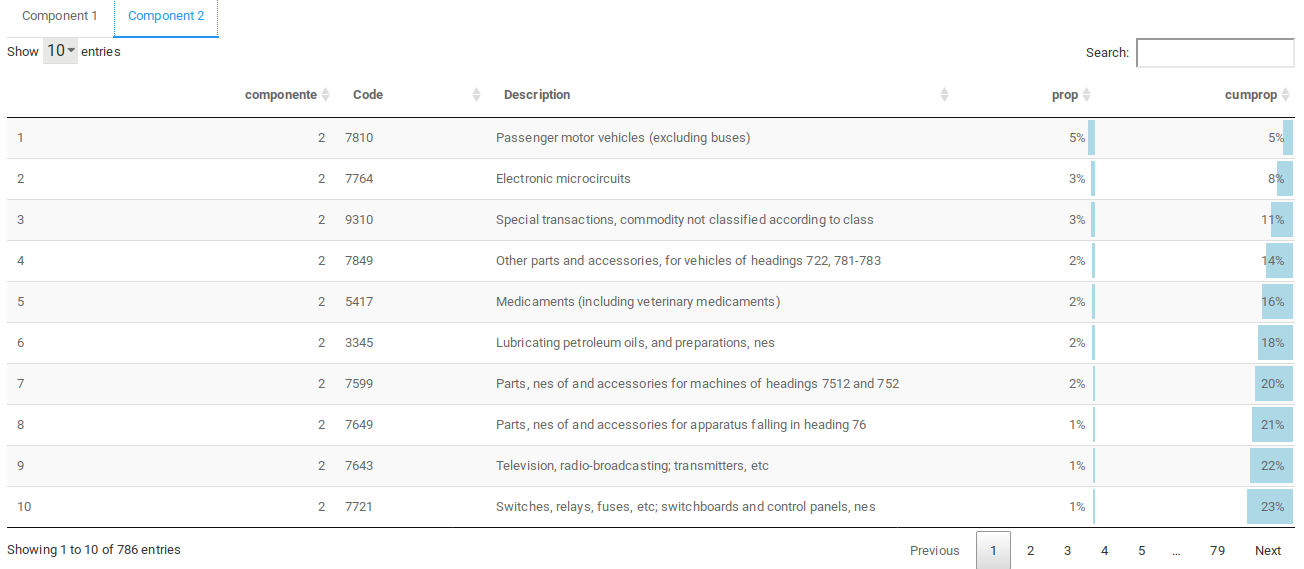 Component 1 Component 2
Show 10 entries Search:
componente Code Description prop cumprop
1 2 7810 Passenger motor vehicles (excluding buses) 5% 5%
2 2 7764 Electronic microcircuits 3% 8%
3 2 9310 Special transactions, commodity not classified according to class 3% 11%
4 2 7849 Other parts and accessories, for vehicles of headings 722, 781-783 2% 14%
5 2 5417 Medicaments (including veterinary medicaments) 2% 16%
6 2 3345 Lubricating petroleum oils, and preparations, nes 2% 18%
7 2 7599 Parts, nes of and accessories for machines of headings 7512 and 752 2% 20%
8 2 7649 Parts, nes of and accessories for apparatus falling in heading 76 1% 21%
9 2 7643 Television, radio-broadcasting; transmitters, etc 1% 22%
10 2 7721 Switches, relays, fuses, etc; switchboards and control panels, nes 1% 23%
Showing 1 to 10 of 786 entries Previous 1 2 3 4 5 … 79 Next